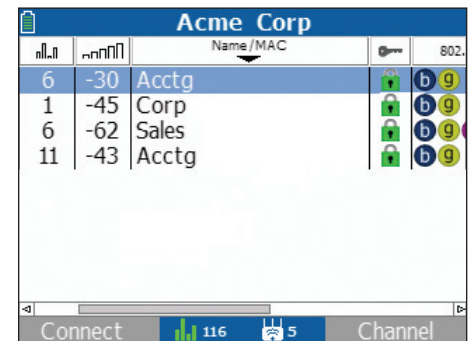 Acme Corp
Name/MAC 802.
6 -30 Acctg b g
1 -45 Corp b g
6 -62 Sales b g
11 -43 Acctg b g
Connect 116 5 Channel